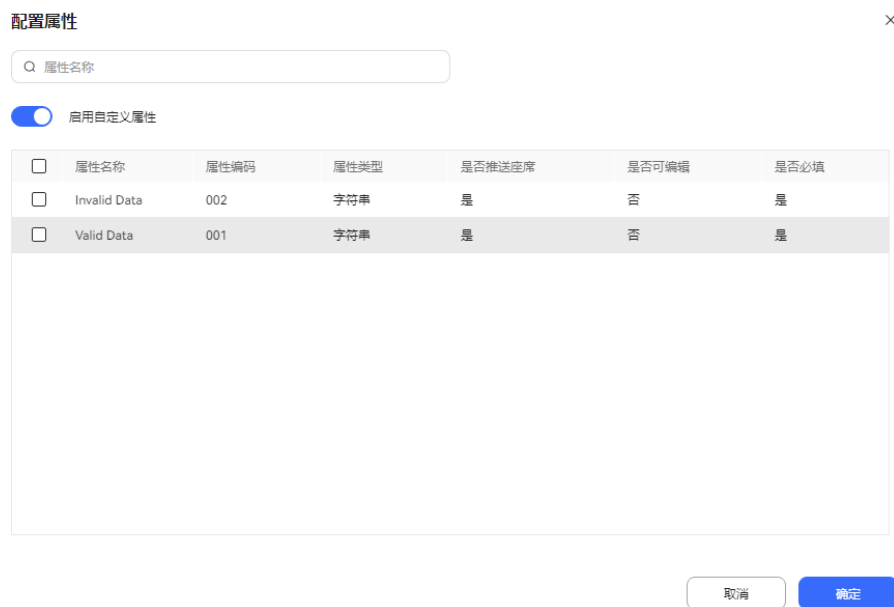 配置属性
属性名称
启用自定义属性
属性名称 属性编码 属性类型 是否推送座席 是否可编辑 是否必填
Invalid Data 002 字符串 是 否 是
Valid Data 001 字符串 是 否 是
取消 确定